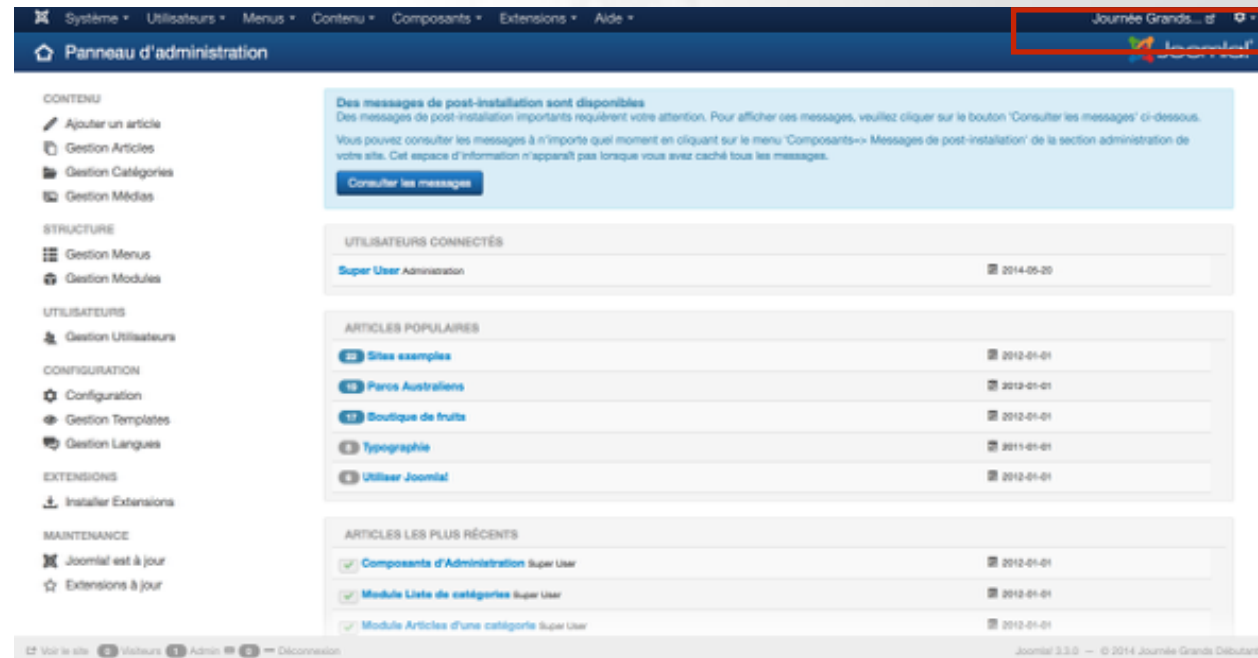 Système Utilisateurs Menus Contenu Composants Extensions Aide Journée Grands...
Panneau d'administration Joomla!
CONTENU
Ajouter un article
Gestion Articles
Gestion Catégories
Gestion Médias
STRUCTURE
Gestion Menus
Gestion Modules
UTILISATEURS
Gestion Utilisateurs
CONFIGURATION
Configuration
Gestion Templates
Gestion Langues
EXTENSIONS
Installer Extensions
MAINTENANCE
Joomla! est à jour
Extensions à jour
Des messages de post-installation sont disponibles
Des messages de post-installation importants requièrent votre attention. Pour afficher ces messages, veuillez cliquer sur le bouton 'Consulter les messages' ci-dessous.
Vous pouvez consulter les messages à n'importe quel moment en cliquant sur le menu 'Composants=> Messages de post-installation' de la section administration de
votre site. Cet espace d'information n'apparaît pas lorsque vous avez caché tous les messages.
Consulter les messages
UTILISATEURS CONNECTÉS
Super User Administration 2014-05-20
ARTICLES POPULAIRES
Sites exemples 2012-01-01
Parcs Australiens 2012-01-01
17 Boutique de fruits 2012-01-01
Typographie 2011-01-01
Utiliser Joomla! 2012-01-01
ARTICLES LES PLUS RÉCENTS
Composants d'Administration Super User 2012-01-01
Module Liste de catégories Super User 2012-01-01
Module Articles d'une catégorie Super User 2012-01-01
Voir le site 0 Visiteurs 1 Admin 0 Déconnexion Joomla! 3.3.0 — © 2014 Journée Grands Débutant